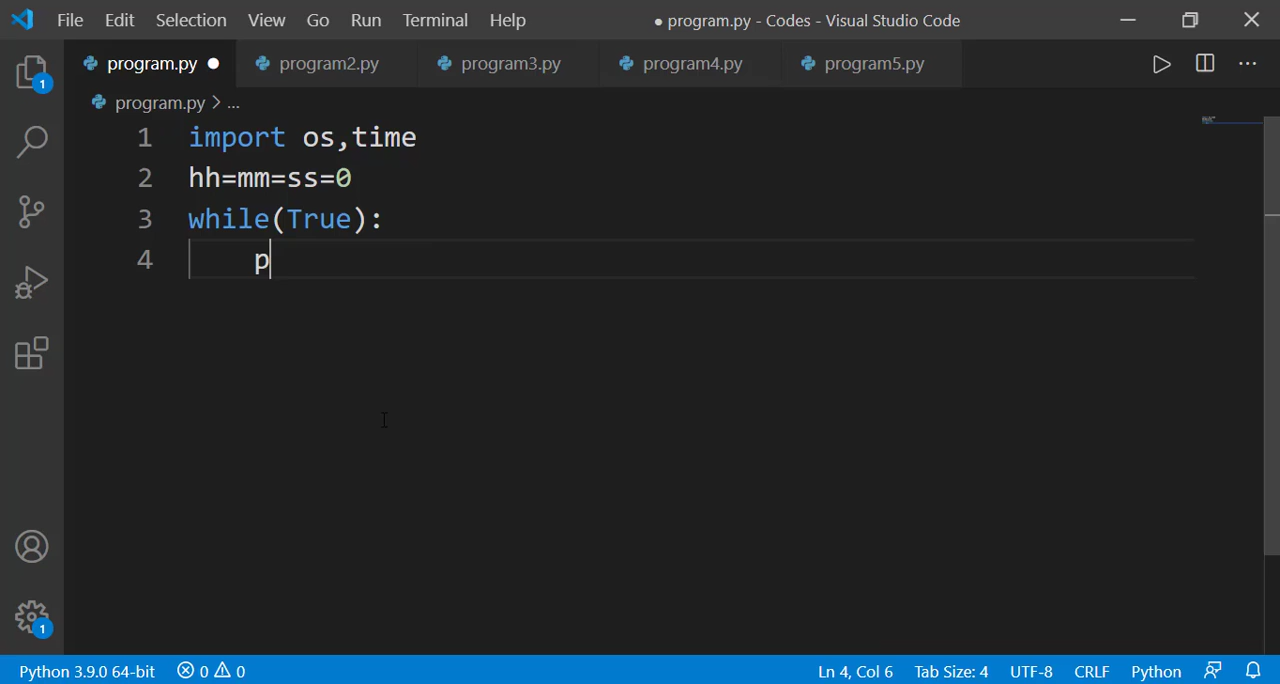 File Edit Selection View Go Run Terminal Help ● program.py - Codes - Visual Studio Code
program.py program2.py program3.py program4.py program5.py
program.py > ...
1 import os,time
2 hh=mm=ss=0
3 while(True):
4 p
1
1
Python 3.9.0 64-bit 0 0 Ln 4, Col 6 Tab Size: 4 UTF-8 CRLF Python